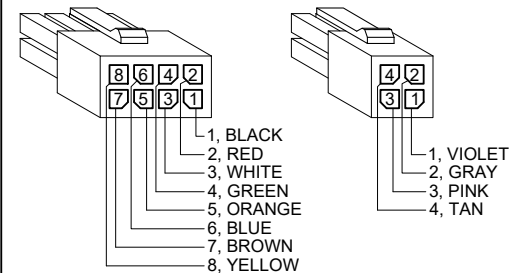 8 6 4 2
7 5 3 1
1, BLACK
2, RED
3, WHITE
4, GREEN
5, ORANGE
6, BLUE
7, BROWN
8, YELLOW
4 2
3 1
1, VIOLET
2, GRAY
3, PINK
4, TAN